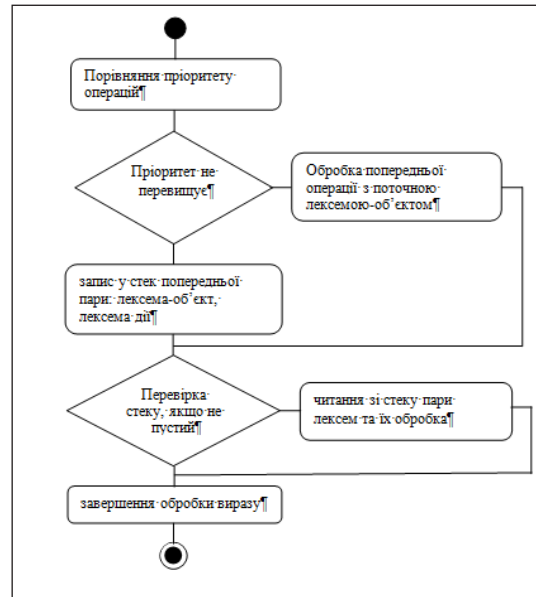 Порівняння·пріоритету·
операцій¶
Пріоритет·не·
перевищує¶
Обробка·попередньої·
операції·з·поточною·
лексемою-об’єктом¶
запис·у·стек·попередньої·
пари:·лексема-об’єкт,·
лексема·дії¶
Перевірка·
стеку,·якщо·не·
пустий¶
читання·зі·стеку·пари·
лексем·та·їх·обробка¶
завершення·обробки·виразу¶